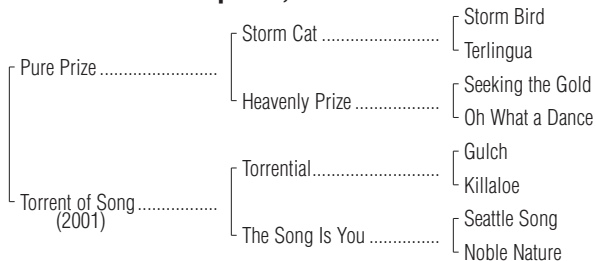 Storm Bird
Storm Cat ......................
Terlingua
Pure Prize .........................
Seeking the Gold
Heavenly Prize ..................
Oh What a Dance
Gulch
Torrential...........................
Killaloe
Torrent of Song.................
(2001)
Seattle Song
The Song Is You ...............
Noble Nature